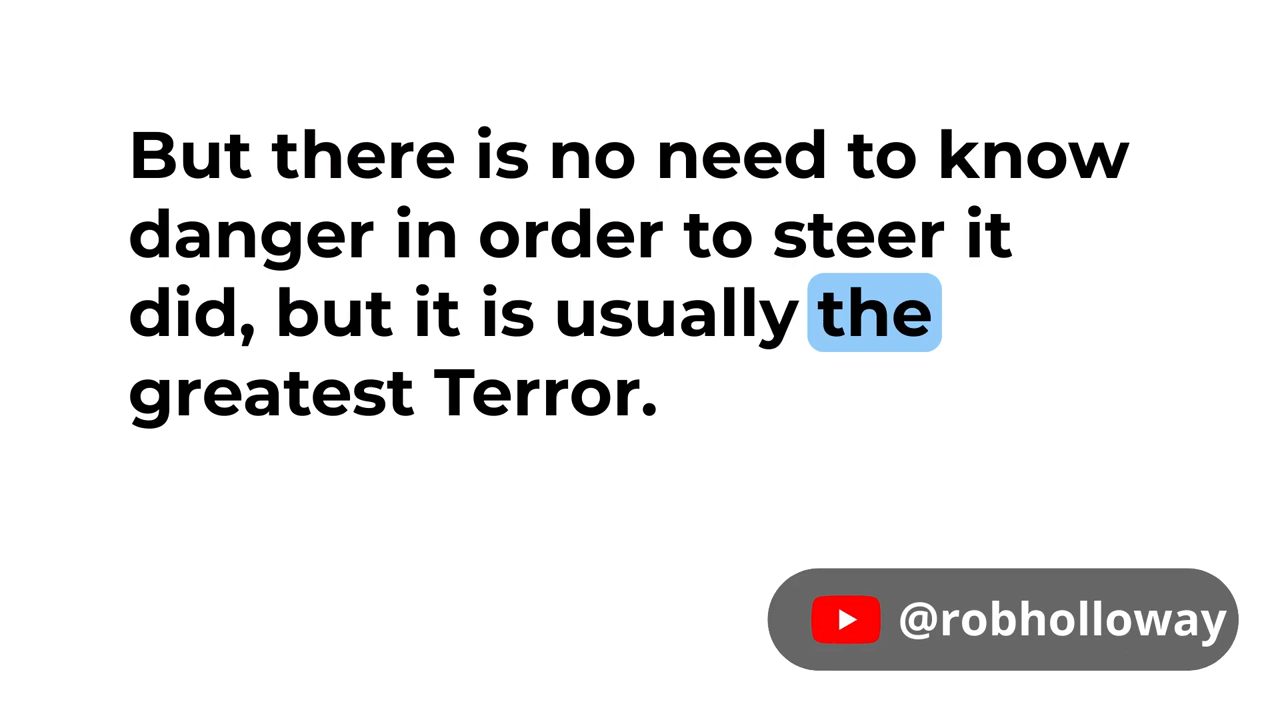 But there is no need to know
danger in order to steer it
did, but it is usually the
greatest Terror.
@robholloway